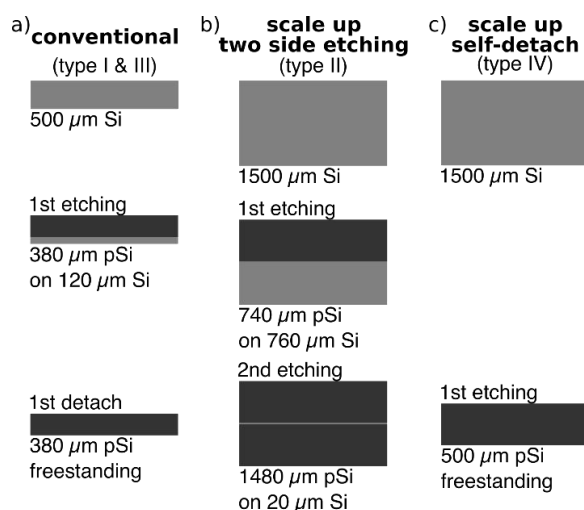 a) conventional
(type I & III)
500 µm Si
1st etching
380 µm pSi
on 120 µm Si
1st detach
380 µm pSi
freestanding
b) scale up
two side etching
(type II)
1500 µm Si
1st etching
740 µm pSi
on 760 µm Si
2nd etching
1480 µm pSi
on 20 µm Si
c) scale up
self-detach
(type IV)
1500 µm Si
1st etching
500 µm pSi
freestanding